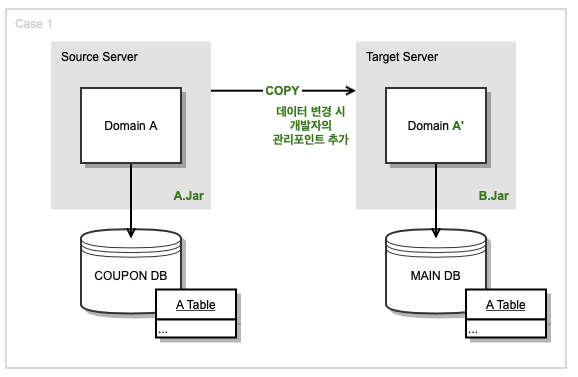 Case 1
Source Server
Target Server
COPY
Domain A
Domain A'
데이터 변경 시
개발자의
관리포인트 추가
A.Jar
B.Jar
COUPON DB
MAIN DB
A Table
...
A Table
...